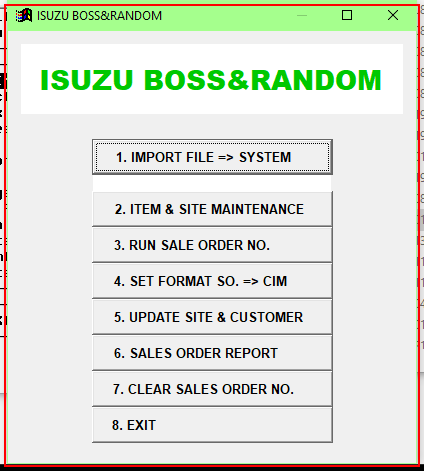 ISUZU BOSS&RANDOM
ISUZU BOSS&RANDOM
1. IMPORT FILE => SYSTEM
2. ITEM & SITE MAINTENANCE
3. RUN SALE ORDER NO.
4. SET FORMAT SO. => CIM
5. UPDATE SITE & CUSTOMER
6. SALES ORDER REPORT
7. CLEAR SALES ORDER NO.
8. EXIT